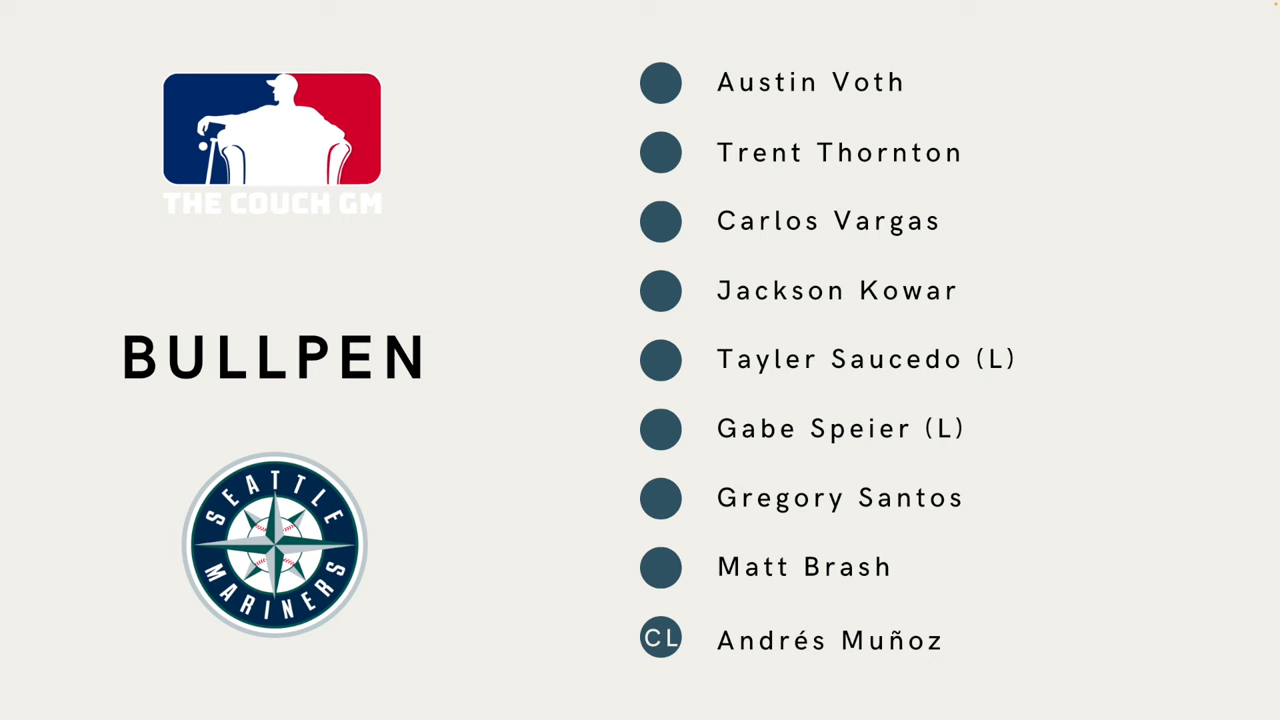 THE COUCH GM
BULLPEN
SEATTLE
MARINERS
Austin Voth
Trent Thornton
Carlos Vargas
Jackson Kowar
Tayler Saucedo (L)
Gabe Speier (L)
Gregory Santos
Matt Brash
CL Andrés Muñoz